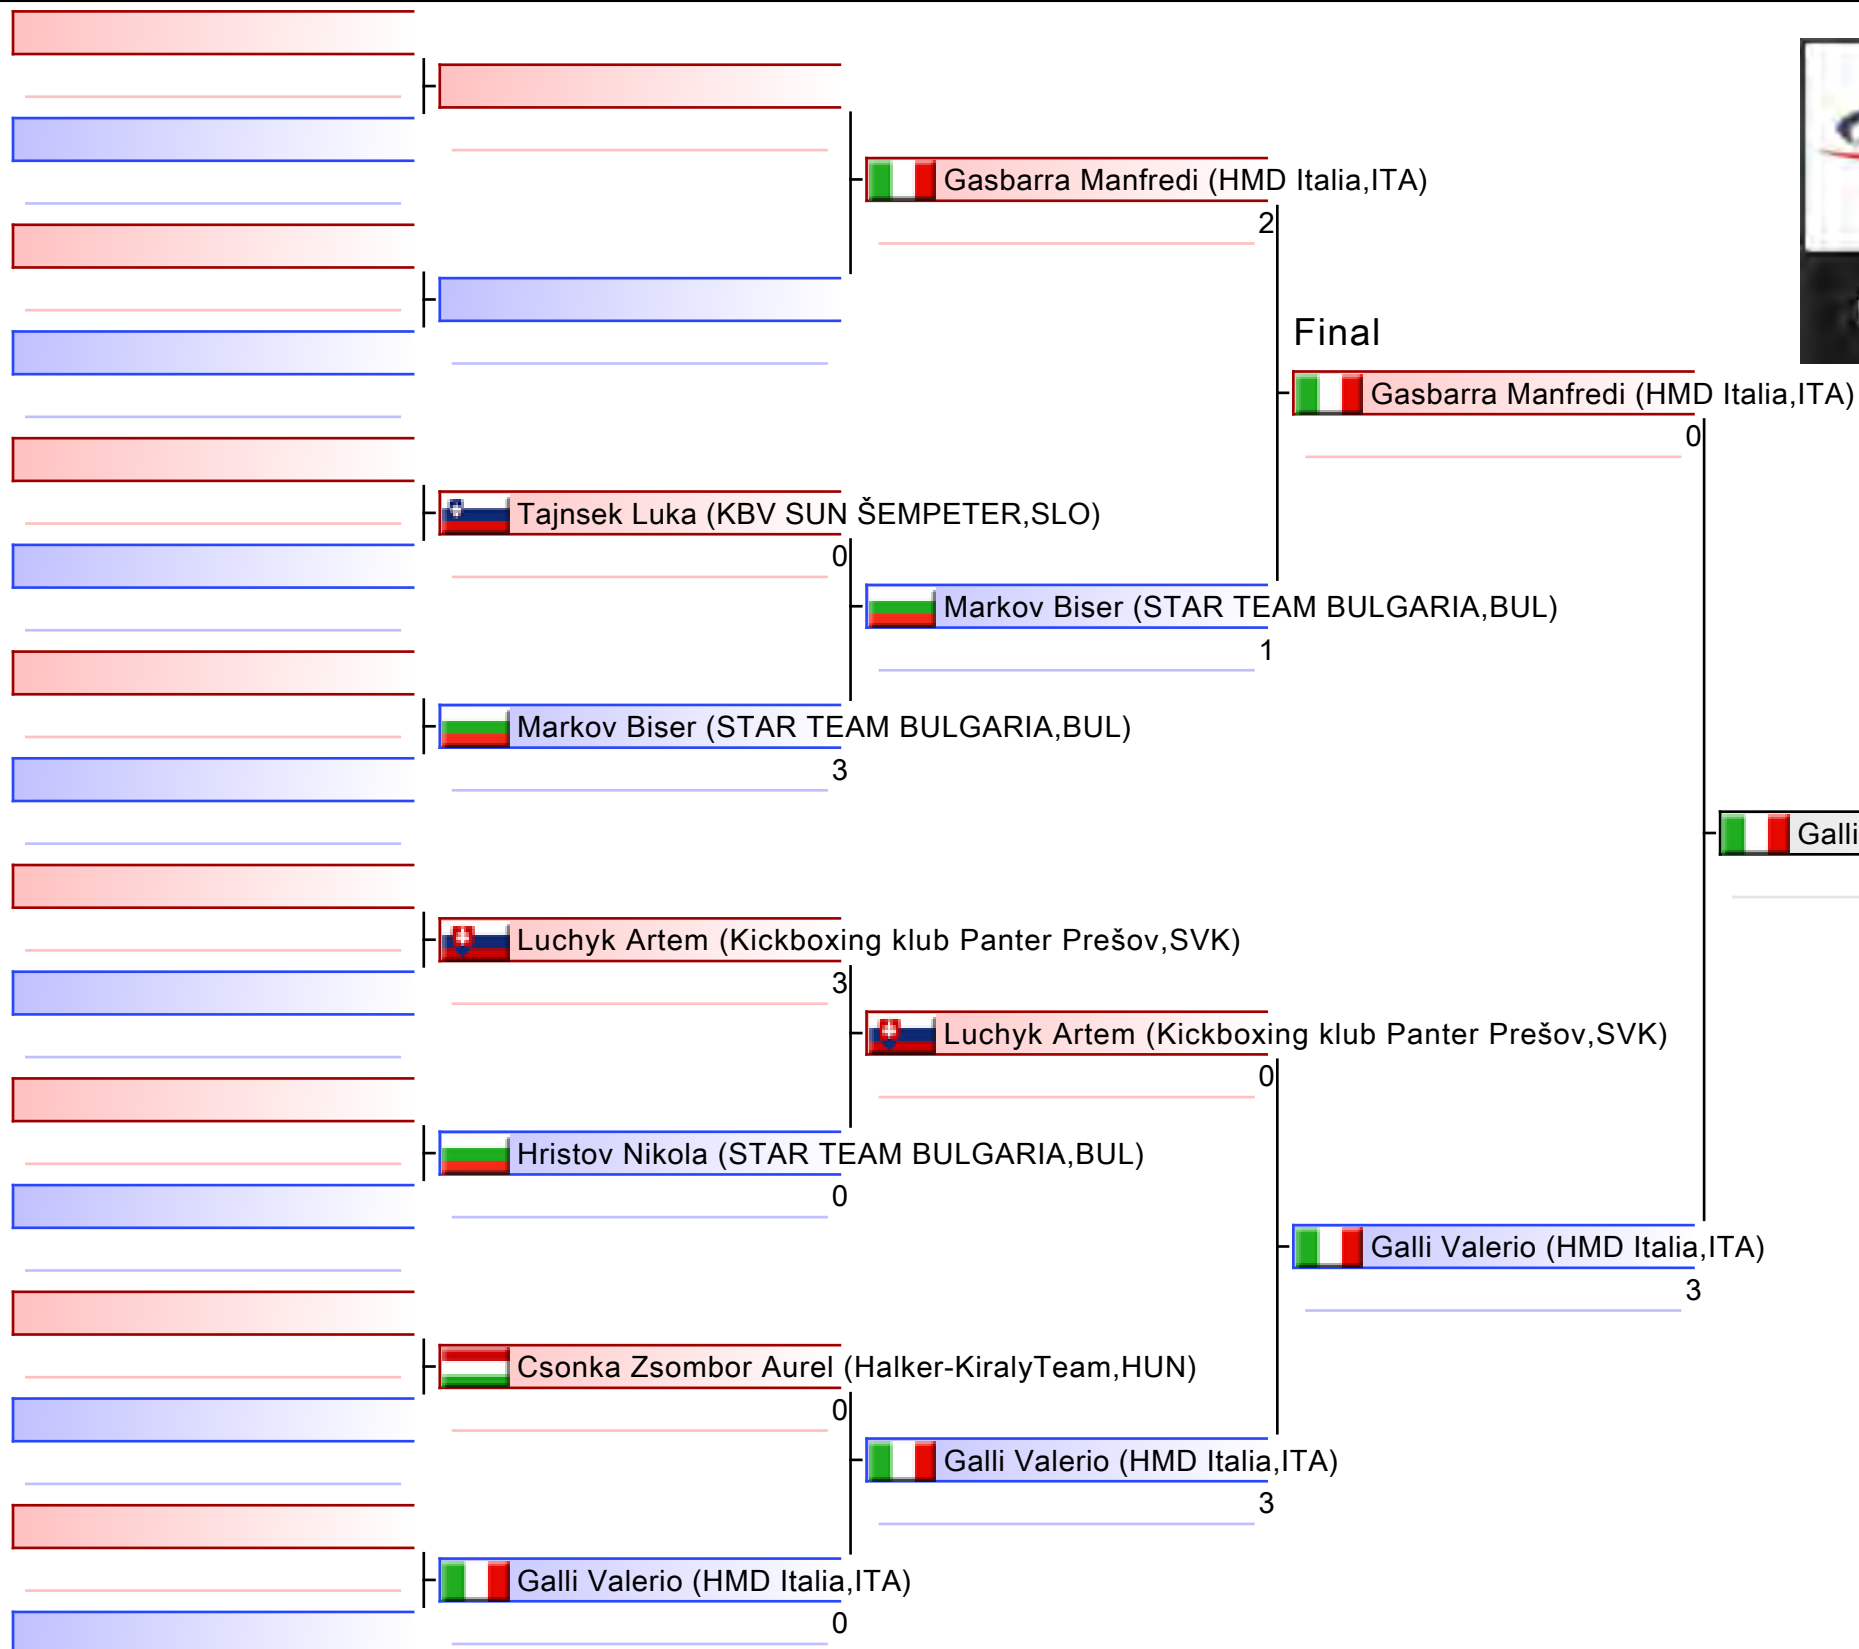 Gasbarra Manfredi (HMD Italia,ITA)
2
Final
Gasbarra Manfredi (HMD Italia,ITA)
0
Tajnsek Luka (KBV SUN ŠEMPETER,SLO)
0
Markov Biser (STAR TEAM BULGARIA,BUL)
1
Markov Biser (STAR TEAM BULGARIA,BUL)
3
Galli
Luchyk Artem (Kickboxing klub Panter Prešov,SVK)
3
Luchyk Artem (Kickboxing klub Panter Prešov,SVK)
0
Hristov Nikola (STAR TEAM BULGARIA,BUL)
0
Galli Valerio (HMD Italia,ITA)
3
Csonka Zsombor Aurel (Halker-KiralyTeam,HUN)
0
Galli Valerio (HMD Italia,ITA)
3
Galli Valerio (HMD Italia,ITA)
0